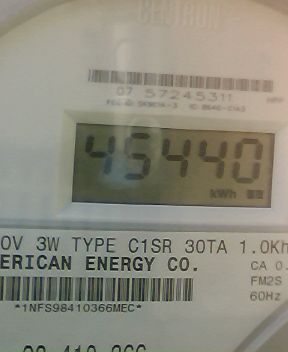 CENTRON
07 57245311
45440
kWh
0V 3W TYPE C1SR 30TA 1.0Kh
ERICAN ENERGY CO.
CA 0.
FM2S
60Hz
*1NFS98410366MEC*